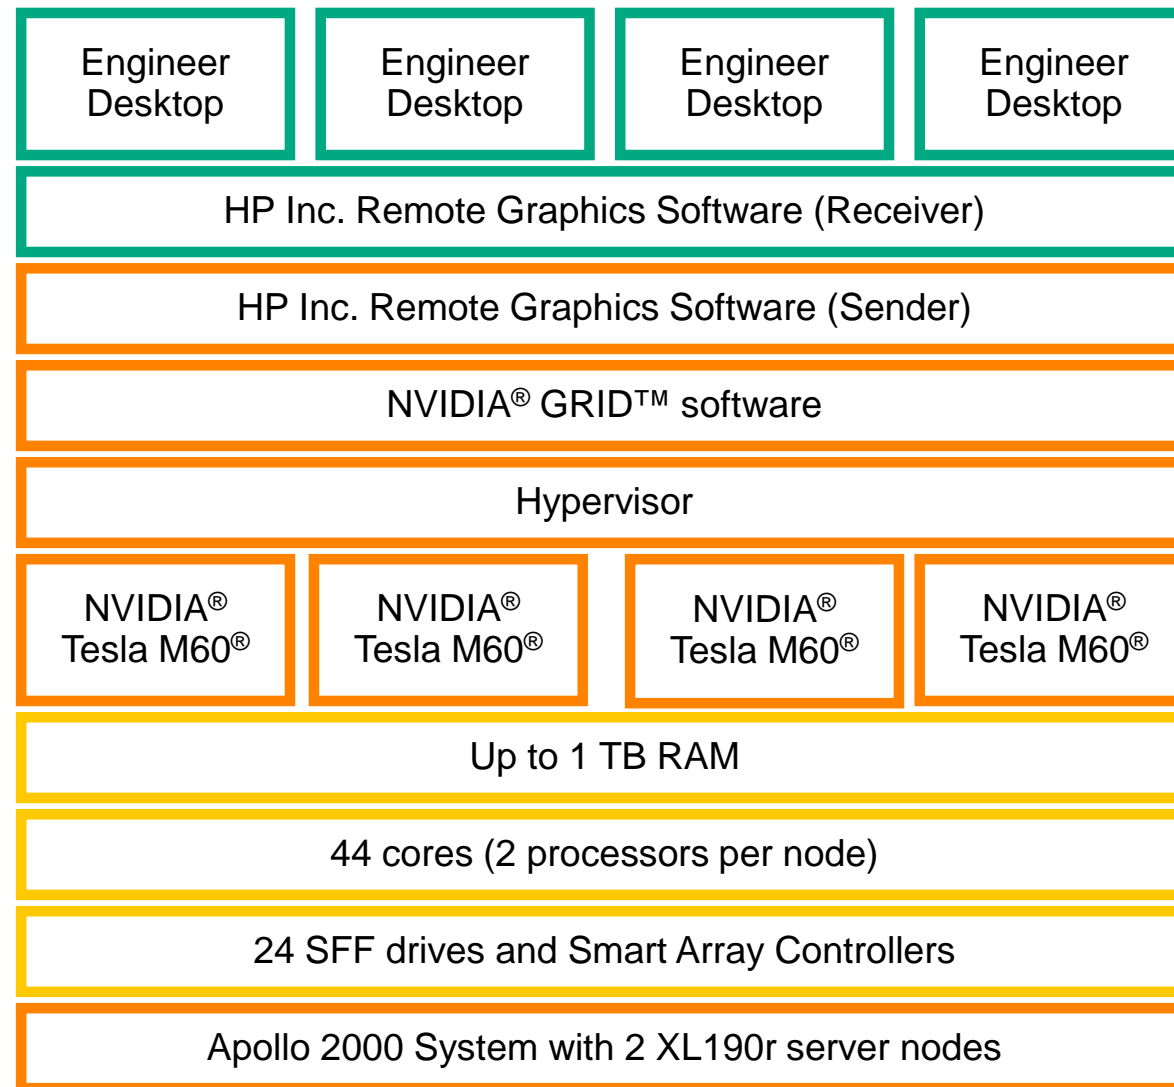 Engineer
Desktop
Engineer
Desktop
Engineer
Desktop
Engineer
Desktop
HP Inc. Remote Graphics Software (Receiver)
HP Inc. Remote Graphics Software (Sender)
NVIDIA® GRID™ software
Hypervisor
NVIDIA®
Tesla M60®
NVIDIA®
Tesla M60®
NVIDIA®
Tesla M60®
NVIDIA®
Tesla M60®
Up to 1 TB RAM
44 cores (2 processors per node)
24 SFF drives and Smart Array Controllers
Apollo 2000 System with 2 XL190r server nodes